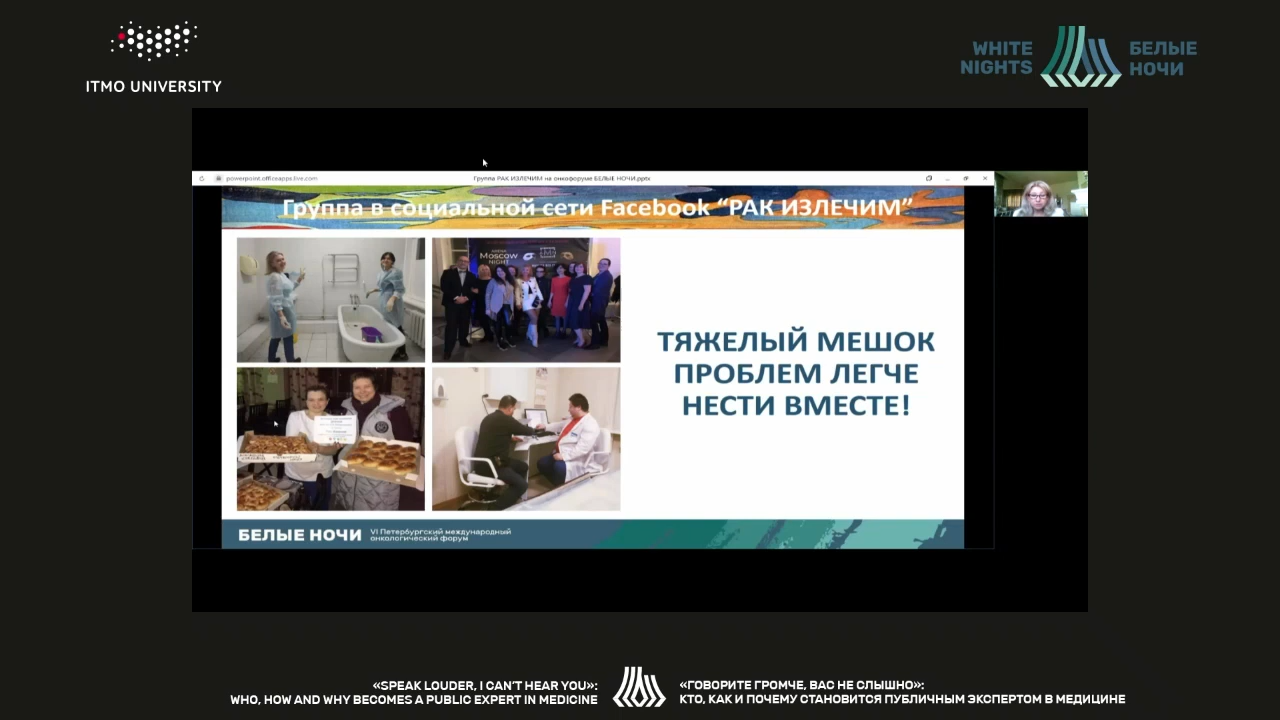 ITMO UNIVERSITY
WHITE
NIGHTS
БЕЛЫЕ
НОЧИ
powerpoint.officeapps.live.com
Группа РАК ИЗЛЕЧИМ на онкофоруме БЕЛЫЕ НОЧИ.pptx
Группа в социальной сети Facebook “РАК ИЗЛЕЧИМ”
Moscow
NIGHT
ТЯЖЕЛЫЙ МЕШОК
ПРОБЛЕМ ЛЕГЧЕ
НЕСТИ ВМЕСТЕ!
БЕЛЫЕ НОЧИ
VI Петербургский международный
онкологический форум
«SPEAK LOUDER, I CAN'T HEAR YOU»:
WHO, HOW AND WHY BECOMES A PUBLIC EXPERT IN MEDICINE
«ГОВОРИТЕ ГРОМЧЕ, ВАС НЕ СЛЫШНО»:
КТО, КАК И ПОЧЕМУ СТАНОВИТСЯ ПУБЛИЧНЫМ ЭКСПЕРТОМ В МЕДИЦИНЕ